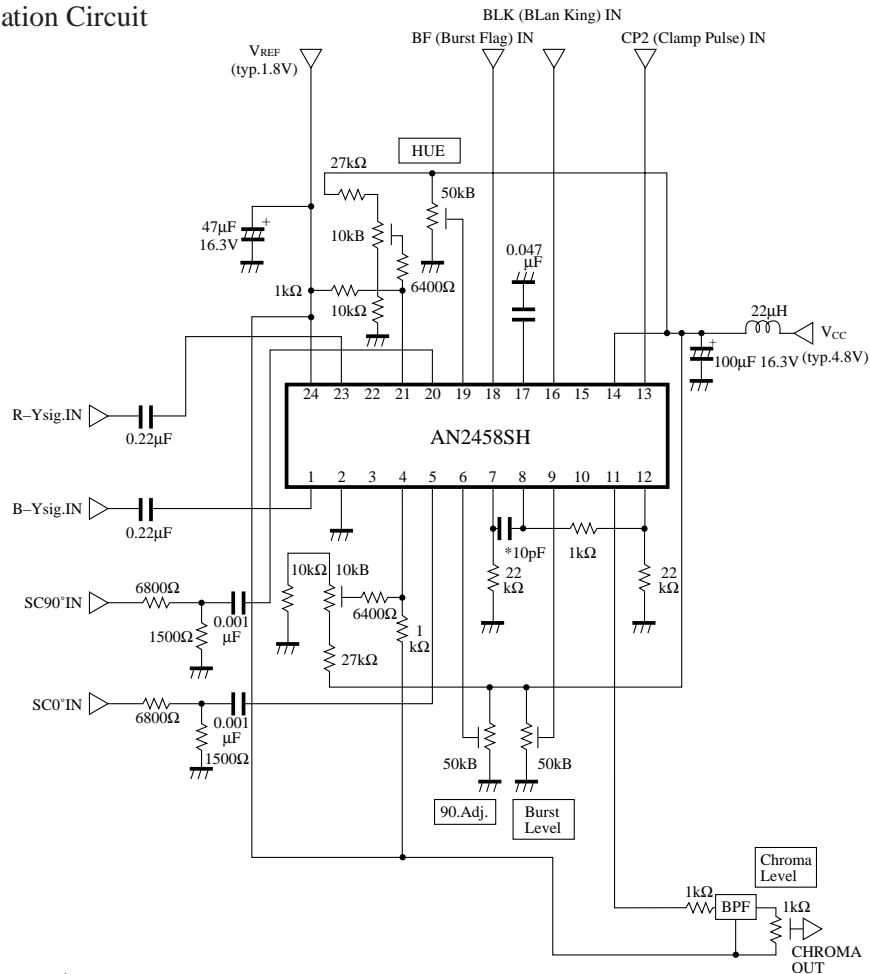 ation Circuit
BLK (BLan King) IN
BF (Burst Flag) IN
CP2 (Clamp Pulse) IN
VREF
(typ.1.8V)
HUE
27kΩ
50kB
47µF
16.3V
+
10kB
0.047
µF
6400Ω
1kΩ
10kΩ
22µH
VCC
(typ.4.8V)
+
100µF 16.3V
24 23 22 21 20 19 18 17 16 15 14 13
R–Ysig.IN
0.22µF
AN2458SH
1 2 3 4 5 6 7 8 9 10 11 12
B–Ysig.IN
0.22µF
*10pF
1kΩ
10kΩ
10kB
22
kΩ
22
kΩ
6800Ω
SC90°IN
6400Ω
0.001
µF
1500Ω
1
kΩ
27kΩ
SC0°IN
6800Ω
0.001
µF
1500Ω
50kB
50kB
90.Adj.
Burst
Level
Chroma
Level
1kΩ
BPF
1kΩ
CHROMA
OUT